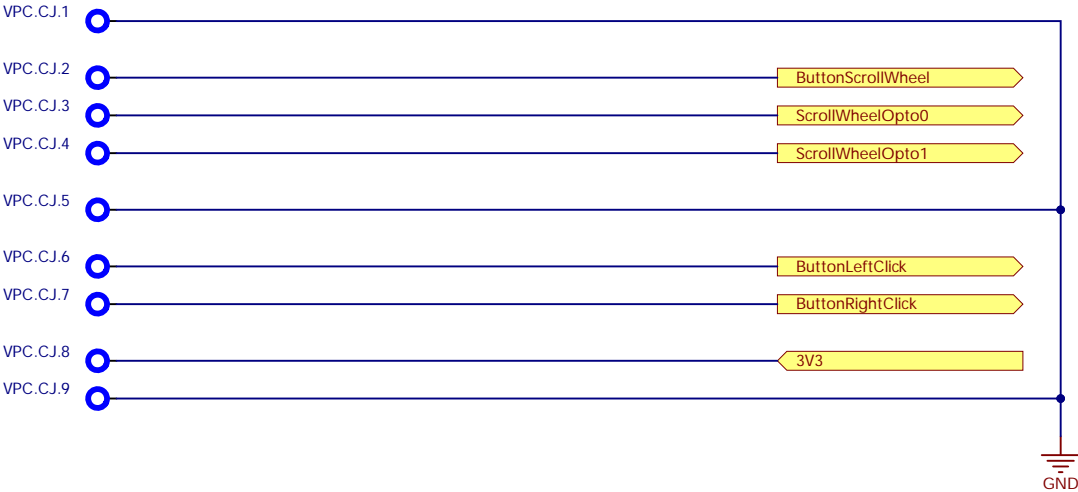 VPC.CJ.1
VPC.CJ.2
ButtonScrollWheel
VPC.CJ.3
ScrollWheelOpto0
VPC.CJ.4
ScrollWheelOpto1
VPC.CJ.5
VPC.CJ.6
ButtonLeftClick
VPC.CJ.7
ButtonRightClick
VPC.CJ.8
3V3
VPC.CJ.9
GND